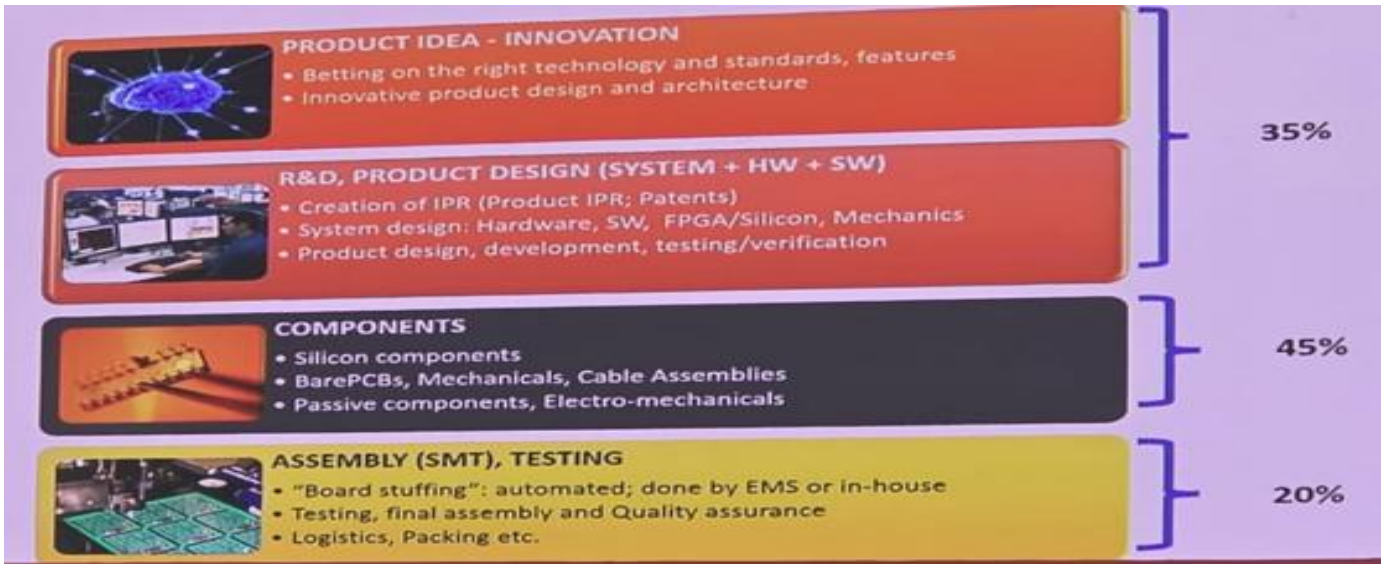 PRODUCT IDEA - INNOVATION
• Betting on the right technology and standards, features
• Innovative product design and architecture
35%
R&D, PRODUCT DESIGN (SYSTEM + HW + SW)
• Creation of IPR (Product IPR; Patents)
• System design: Hardware, SW, FPGA/Silicon, Mechanics
• Product design, development, testing/verification
COMPONENTS
• Silicon components
• BarePCBs, Mechanicals, Cable Assemblies
• Passive components, Electro-mechanicals
45%
ASSEMBLY (SMT), TESTING
• "Board stuffing": automated; done by EMS or in-house
• Testing, final assembly and Quality assurance
• Logistics, Packing etc.
20%